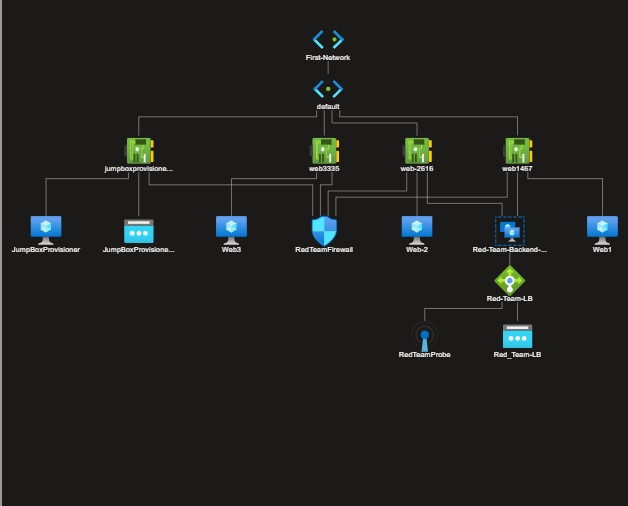 First-Network
default
jumpboxprovisione...
web3335
web-2616
web1467
JumpBoxProvisioner
JumpBoxProvisione...
Web3
RedTeamFirewall
Web-2
Red-Team-Backend-...
Web1
Red-Team-LB
RedTeamProbe
Red_Team-LB